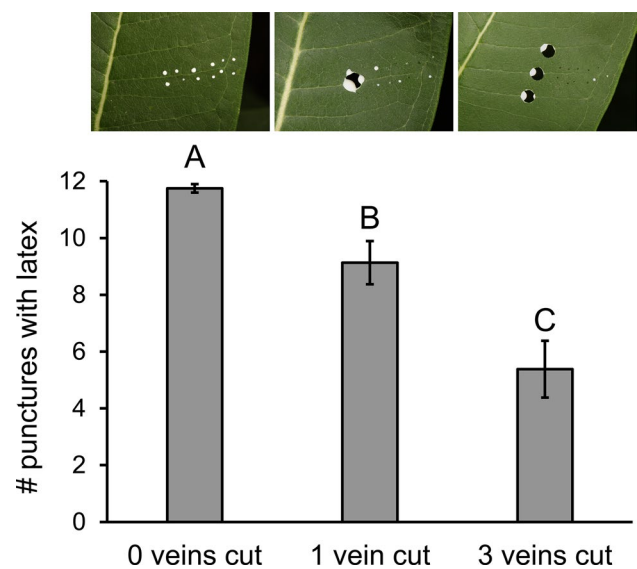 A
B
C
# punctures with latex
12
10
8
6
4
2
0
0 veins cut
1 vein cut
3 veins cut